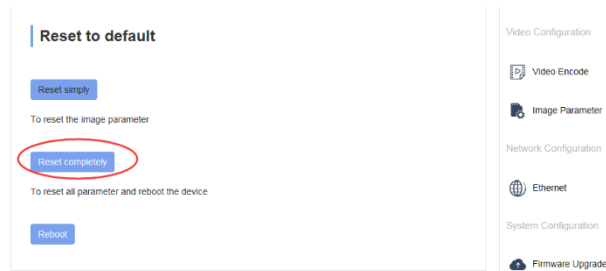 Reset to default
Reset simply
To reset the image parameter
Reset completely
To reset all parameter and reboot the device
Reboot
Video Configuration
Video Encode
Image Parameter
Network Configuration
Ethernet
System Configuration
Firmware Upgrade